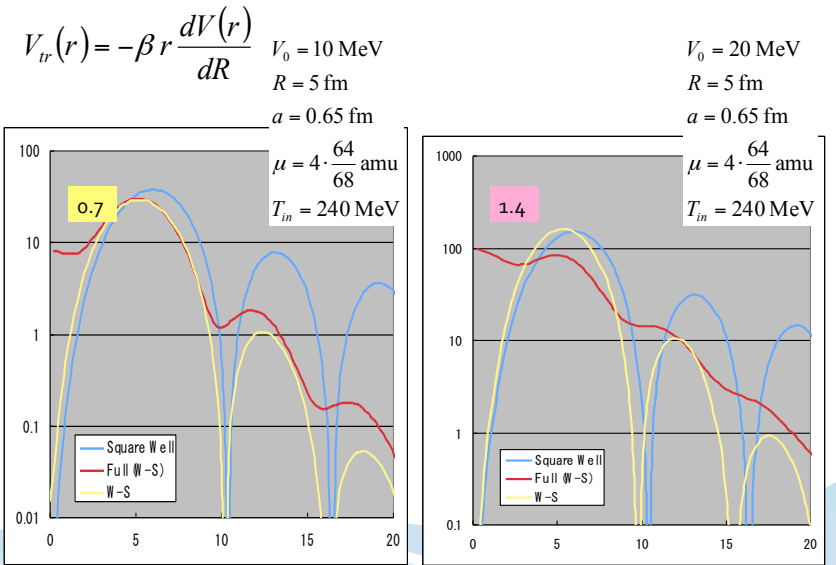 V_tr(r) = −β r dV(r)/dR
V₀ = 10 MeV
R = 5 fm
a = 0.65 fm
μ = 4 · 64/68 amu
T_in = 240 MeV
V₀ = 20 MeV
R = 5 fm
a = 0.65 fm
μ = 4 · 64/68 amu
T_in = 240 MeV
100
10
1
0.1
0.01
0.7
Square Well
Full (W-S)
W-S
0 5 10 15 20
1000
100
10
1
0.1
1.4
Square Well
Full (W-S)
W-S
0 5 10 15 20